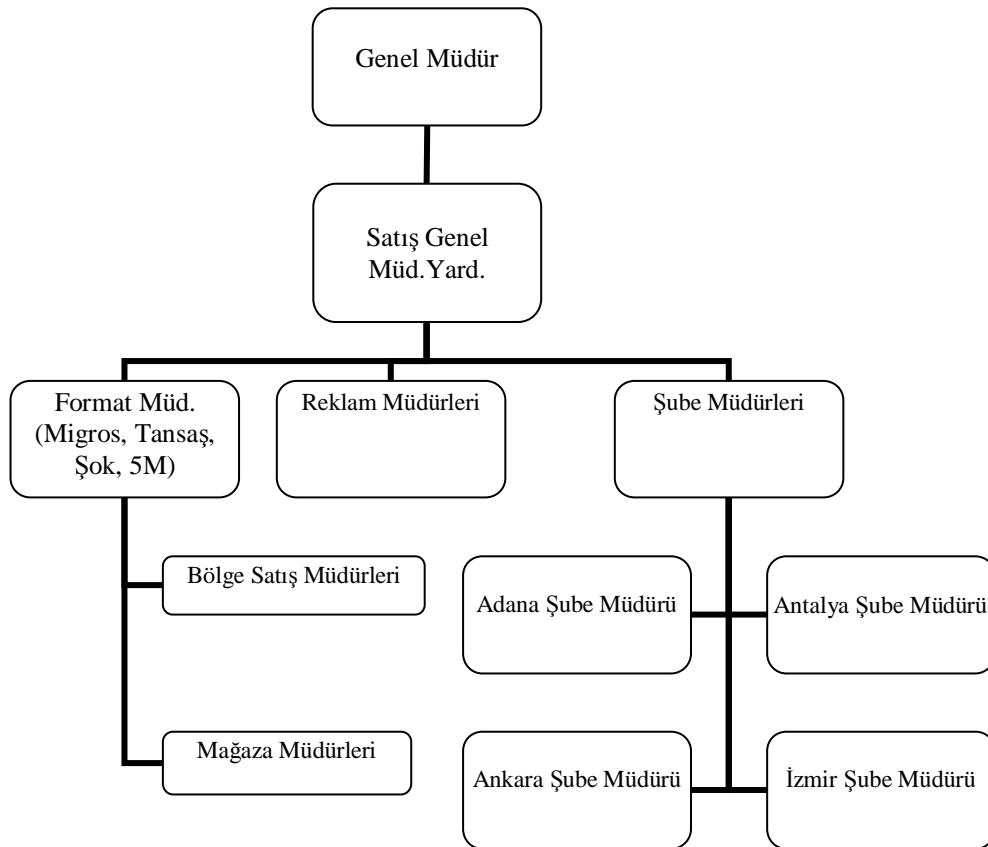 Genel Müdür
Satış Genel
Müd.Yard.
Format Müd.
(Migros, Tansaş,
Şok, 5M)
Reklam Müdürleri
Şube Müdürleri
Bölge Satış Müdürleri
Mağaza Müdürleri
Adana Şube Müdürü
Antalya Şube Müdürü
Ankara Şube Müdürü
İzmir Şube Müdürü